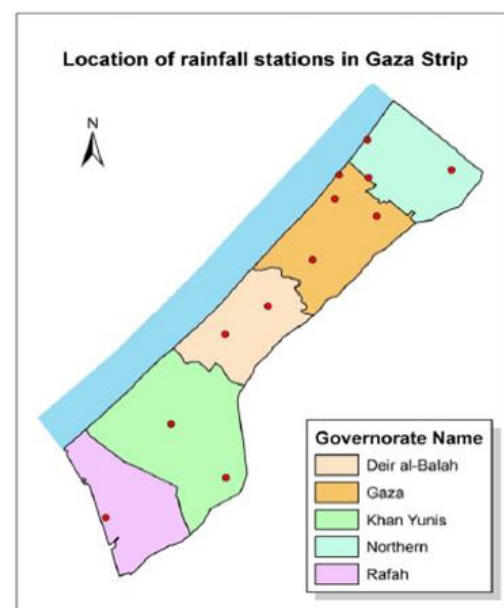 Location of rainfall stations in Gaza Strip
N
Governorate Name
Deir al-Balah
Gaza
Khan Yunis
Northern
Rafah